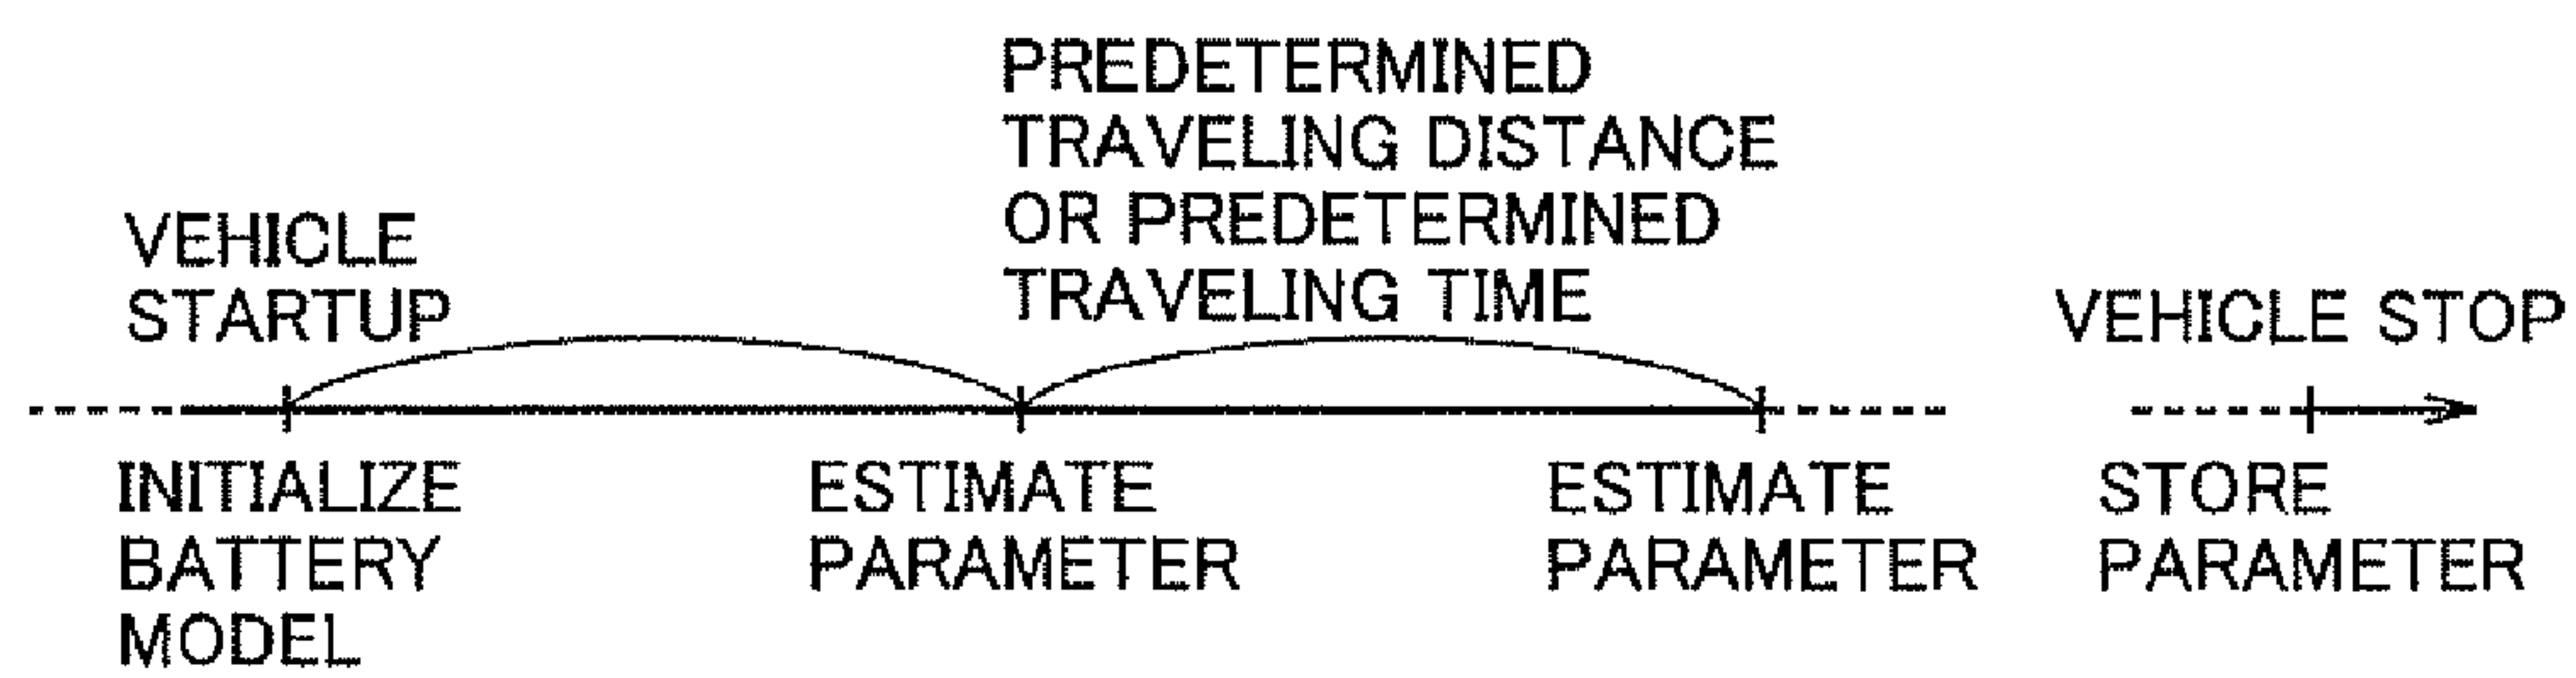 VEHICLE
STARTUP
PREDETERMINED
TRAVELING DISTANCE
OR PREDETERMINED
TRAVELING TIME
VEHICLE STOP
INITIALIZE
BATTERY
MODEL
ESTIMATE
PARAMETER
ESTIMATE
PARAMETER
STORE
PARAMETER